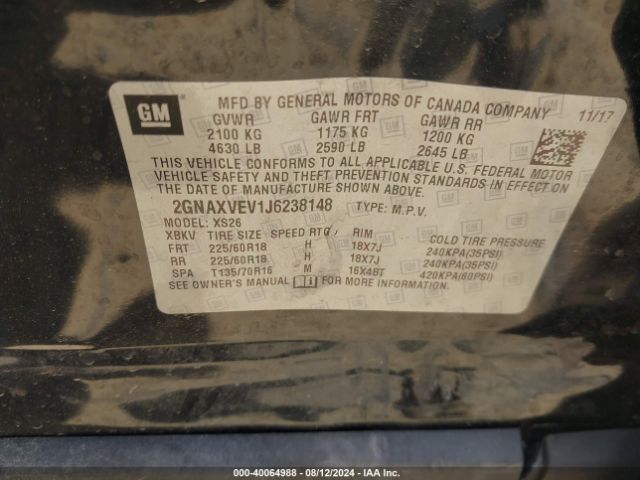 GM
MFD BY GENERAL MOTORS OF CANADA COMPANY
GVWR GAWR FRT GAWR RR 11/17
2100 KG 1175 KG 1200 KG
4630 LB 2590 LB 2645 LB
THIS VEHICLE CONFORMS TO ALL APPLICABLE U.S. FEDERAL MOTOR
VEHICLE SAFETY AND THEFT PREVENTION STANDARDS IN EFFECT ON
THE DATE OF MANUFACTURE SHOWN ABOVE.
2GNAXVEV1J6238148 TYPE: M.P.V.
MODEL: XS26
XBKV TIRE SIZE SPEED RTG / RIM COLD TIRE PRESSURE
FRT 225/60R18 H 18X7J 240KPA(35PSI)
RR 225/60R18 H 18X7J 240KPA(35PSI)
SPA T135/70R16 M 16X4BT 420KPA(60PSI)
SEE OWNER'S MANUAL FOR MORE INFORMATION.
000-40064988 - 08/12/2024 - IAA Inc.